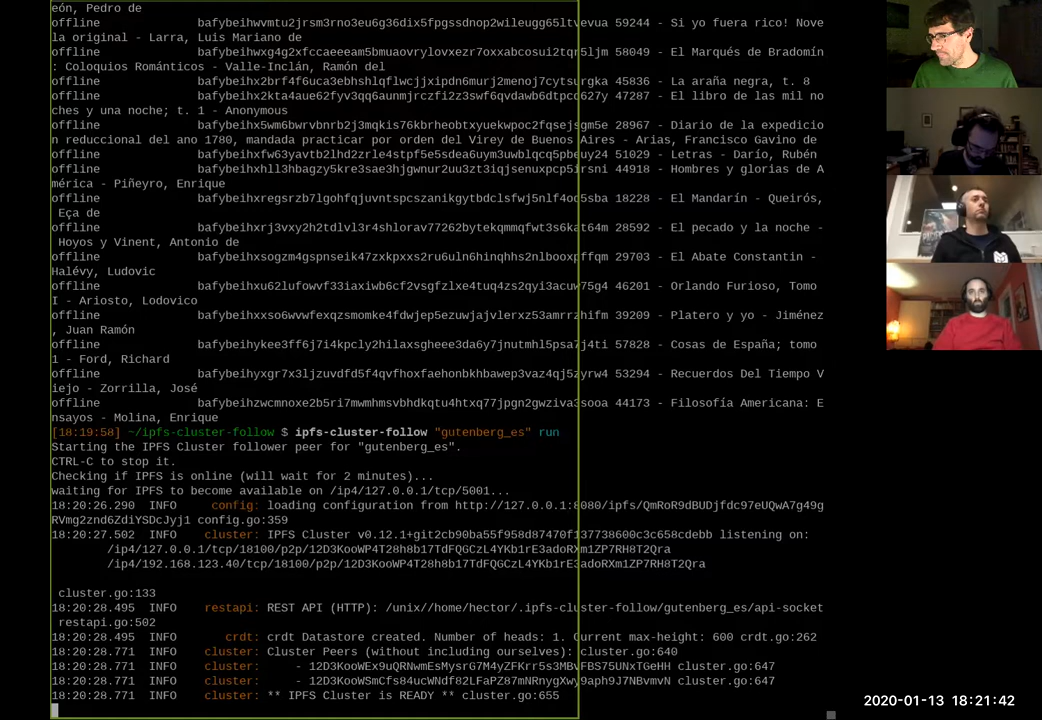 eón, Pedro de
offline bafybeihwvmtu2jrsm3rno3eu6g36dix5fpgssdnop2wileugg65ltvevua 59244 - Si yo fuera rico! Nove
la original - Larra, Luis Mariano de
offline bafybeihwxg4g2xfccaeeeam5bmuaovrylovxezr7oxxabcosui2tqr5ljm 58049 - El Marqués de Bradomín
: Coloquios Románticos - Valle-Inclán, Ramón del
offline bafybeihx2brf4f6uca3ebhshlqflwcjjxipdn6murj2menoj7cytsurgka 45836 - La araña negra, t. 8
offline bafybeihx2kta4aue62fyv3qq6aunmjrczfi2z3swf6qvdawb6dtpcd627y 47287 - El libro de las mil no
ches y una noche; t. 1 - Anonymous
offline bafybeihx5wm6bwrvbnrb2j3mqkis76kbrheobtxyuekwpoc2fqsejsgm5e 28967 - Diario de la expedicio
n reduccional del ano 1780, mandada practicar por orden del Virey de Buenos Aires - Arias, Francisco Gavino de
offline bafybeihxfw63yavtb2lhd2zrle4stpf5e5sdea6uym3uwblqcq5pbeuy24 51029 - Letras - Darío, Rubén
offline bafybeihxhll3hbagzy5kre3sae3hjgwnur2uu3zt3iqjsenuxpcp5irsni 44918 - Hombres y glorias de A
mérica - Piñeyro, Enrique
offline bafybeihxregsrzb7lgohfqjuvntspcszanikgytbdclsfwj5nlf4od5sba 18228 - El Mandarín - Queirós,
Eça de
offline bafybeihxrj3vxy2h2tdlvl3r4shlorav77262bytekqmmqfwt3s6kat64m 28592 - El pecado y la noche -
Hoyos y Vinent, Antonio de
offline bafybeihxsogzm4gspnseik47zxkpxxs2ru6uln6hinqhhs2nlbooxpffqm 29703 - El Abate Constantin -
Halévy, Ludovic
offline bafybeihxu62lufowvf33iaxiwb6cf2vsgfzlxe4tuq4zs2qyi3acuw75g4 46201 - Orlando Furioso, Tomo
I - Ariosto, Lodovico
offline bafybeihxxso6wvwfexqzsmomke4fdwjep5ezuwjajvlerxz53amrrzhifm 39209 - Platero y yo - Jiménez
, Juan Ramón
offline bafybeihykee3ff6j7i4kpcly2hilaxsgheee3da6y7jnutmhl5psa7j4ti 57828 - Cosas de España; tomo
1 - Ford, Richard
offline bafybeihyxgr7x3ljzuvdfd5f4qvfhoxfaehonbkhbawep3vaz4qj5zyrw4 53294 - Recuerdos Del Tiempo V
iejo - Zorrilla, José
offline bafybeihzwcmnoxe2b5ri7mwmhmsvbhdkqtu4htxq77jpgn2gwziva3sooa 44173 - Filosofía Americana: E
nsayos - Molina, Enrique
[18:19:58] ~/ipfs-cluster-follow $ ipfs-cluster-follow "gutenberg_es" run
Starting the IPFS Cluster follower peer for "gutenberg_es".
CTRL-C to stop it.
Checking if IPFS is online (will wait for 2 minutes)...
waiting for IPFS to become available on /ip4/127.0.0.1/tcp/5001...
18:20:26.290 INFO config: loading configuration from http://127.0.0.1:8080/ipfs/QmRoR9dBUDjfdc97eUQwA7g49g
RVmg2znd6ZdiYSDcJyj1 config.go:359
18:20:27.502 INFO cluster: IPFS Cluster v0.12.1+git2cb90ba55f958d87470f137738600c3c658cdebb listening on:
/ip4/127.0.0.1/tcp/18100/p2p/12D3KooWP4T28h8b17TdFQGCzL4YKb1rE3adoRXm1ZP7RH8T2Qra
/ip4/192.168.123.40/tcp/18100/p2p/12D3KooWP4T28h8b17TdFQGCzL4YKb1rE3adoRXm1ZP7RH8T2Qra
cluster.go:133
18:20:28.495 INFO restapi: REST API (HTTP): /unix//home/hector/.ipfs-cluster-follow/gutenberg_es/api-socket
restapi.go:502
18:20:28.495 INFO crdt: crdt Datastore created. Number of heads: 1. Current max-height: 600 crdt.go:262
18:20:28.771 INFO cluster: Cluster Peers (without including ourselves): cluster.go:640
18:20:28.771 INFO cluster: - 12D3KooWEx9uQRNwmEsMysrG7M4yZFKrr5s3MBvFBS75UNxTGeHH cluster.go:647
18:20:28.771 INFO cluster: - 12D3KooWSmCfs84ucWNdf82LFaPZ87mNRnygXwy9aph9J7NBvmvN cluster.go:647
18:20:28.771 INFO cluster: ** IPFS Cluster is READY ** cluster.go:655
2020-01-13 18:21:42